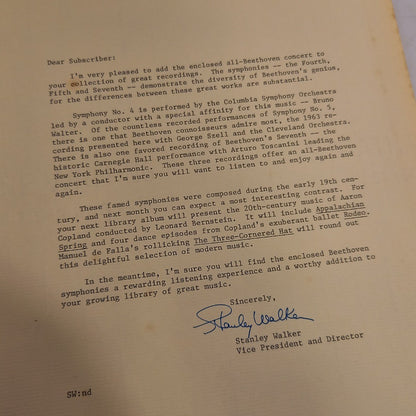 Dear Subscriber:
I'm very pleased to add the enclosed all-Beethoven concert to
your collection of great recordings. The symphonies -- the Fourth,
Fifth and Seventh -- demonstrate the diversity of Beethoven's genius,
for the differences between these great works are substantial.
Symphony No. 4 is performed by the Columbia Symphony Orchestra
led by a conductor with a special affinity for this music -- Bruno
Walter. Of the countless recorded performances of Symphony No. 5,
there is one that Beethoven connoisseurs admire most, the 1963 re-
cording presented here with George Szell and the Cleveland Orchestra.
There is also one favored recording of Beethoven's Seventh -- the
historic Carnegie Hall performance with Arturo Toscanini leading the
New York Philharmonic. These three recordings offer an all-Beethoven
concert that I'm sure you will want to listen to and enjoy again and
again.
These famed symphonies were composed during the early 19th cen-
tury, and next month you can expect a most interesting contrast. For
your next library album will present the 20th-century music of Aaron
Copland conducted by Leonard Bernstein. It will include Appalachian
Spring and four dance episodes from Copland's exuberant ballet Rodeo.
Manuel de Falla's rollicking The Three-Cornered Hat will round out
this delightful selection of modern music.
In the meantime, I'm sure you will find the enclosed Beethoven
symphonies a rewarding listening experience and a worthy addition to
your growing library of great music.
Sincerely,
Stanley Walker
Stanley Walker
Vice President and Director
SW:md